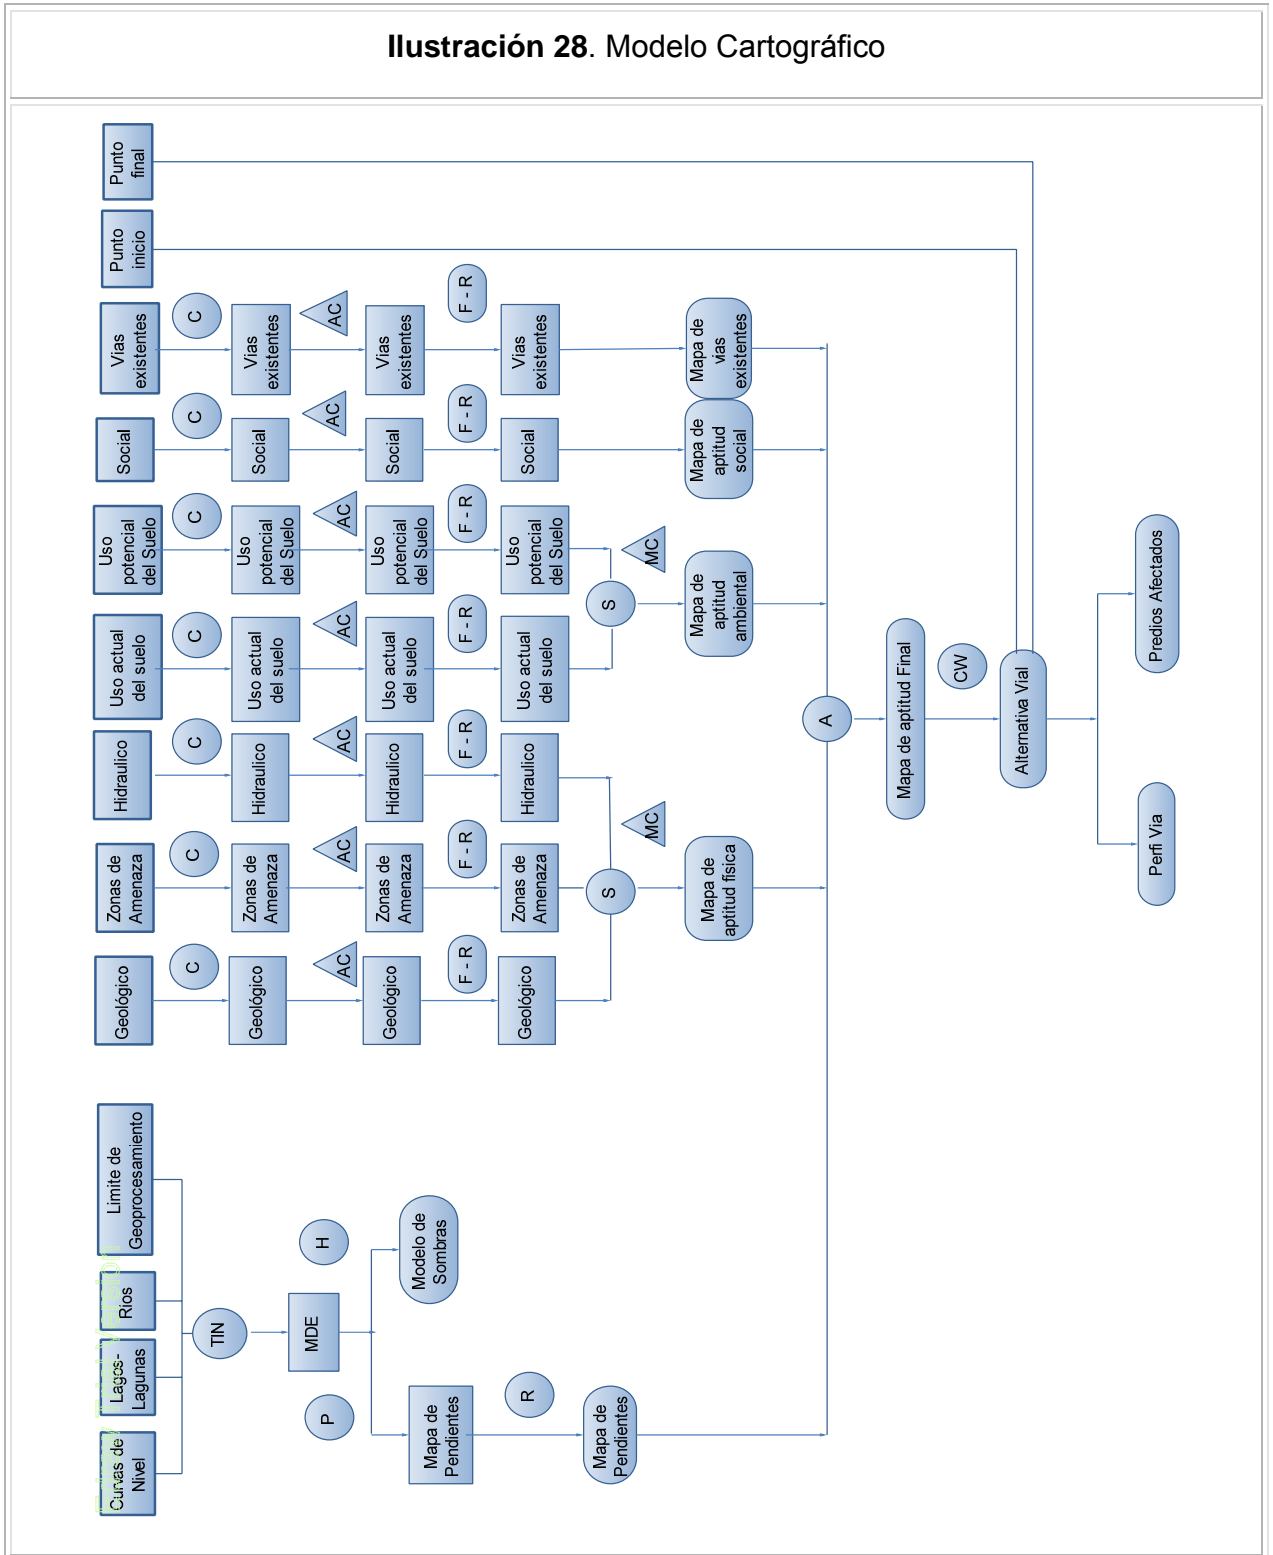 Ilustración 28. Modelo Cartográfico
Curvas de
Nivel
Lagos-
Lagunas
Rios
Limite de
Geoprocesamiento
Geológico
Zonas de
Amenaza
Hidraulico
Uso actual
del suelo
Uso
potencial
del Suelo
Social
Vias
existentes
Punto
inicio
Punto
final
Trial Version
TIN
C
C
C
C
C
C
C
Geológico
Zonas de
Amenaza
Hidraulico
Uso actual
del suelo
Uso
potencial
del Suelo
Social
Vias
existentes
P
MDE
H
AC
AC
AC
AC
AC
AC
AC
Geológico
Zonas de
Amenaza
Hidraulico
Uso actual
del suelo
Uso
potencial
del Suelo
Social
Vias
existentes
Mapa de
Pendientes
Modelo de
Sombras
F - R
F - R
F - R
F - R
F - R
F - R
F - R
R
Geológico
Zonas de
Amenaza
Hidraulico
Uso actual
del suelo
Uso
potencial
del Suelo
Social
Vias
existentes
Mapa de
Pendientes
S
S
MC
MC
Mapa de
aptitud física
Mapa de
aptitud
ambiental
Mapa de
aptitud
social
Mapa de
vias
existentes
A
Mapa de aptitud Final
CW
Alternativa Vial
Perfi Via
Predios Afectados